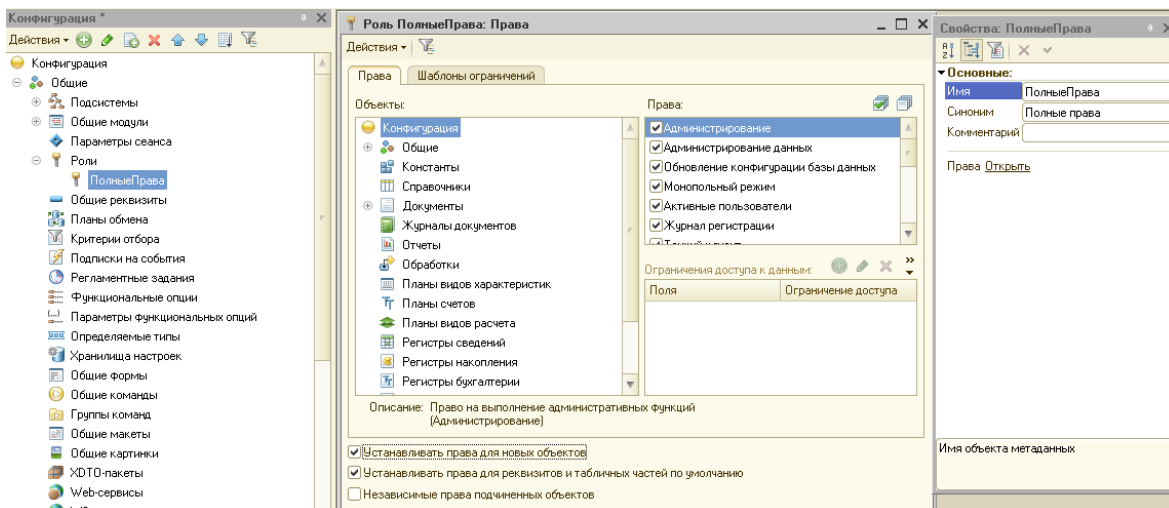 Конфигурация *
Действия
Конфигурация
Общие
Подсистемы
Общие модули
Параметры сеанса
Роли
ПолныеПрава
Общие реквизиты
Планы обмена
Критерии отбора
Подписки на события
Регламентные задания
Функциональные опции
Параметры функциональных опций
Определяемые типы
Хранилища настроек
Общие формы
Общие команды
Группы команд
Общие макеты
Общие картинки
XDTO-пакеты
Web-сервисы
Роль ПолныеПрава: Права
Действия
Права
Шаблоны ограничений
Объекты:
Конфигурация
Общие
Константы
Справочники
Документы
Журналы документов
Отчеты
Обработки
Планы видов характеристик
Планы счетов
Планы видов расчета
Регистры сведений
Регистры накопления
Регистры бухгалтерии
Права:
Администрирование
Администрирование данных
Обновление конфигурации базы данных
Монопольный режим
Активные пользователи
Журнал регистрации
Ограничения доступа к данным:
Поля Ограничение доступа
Описание: Право на выполнение административных функций
(Администрирование)
Устанавливать права для новых объектов
Устанавливать права для реквизитов и табличных частей по умолчанию
Независимые права подчиненных объектов
Свойства: ПолныеПрава
Основные:
Имя ПолныеПрава
Синоним Полные права
Комментарий
Права Открыть
Имя объекта метаданных